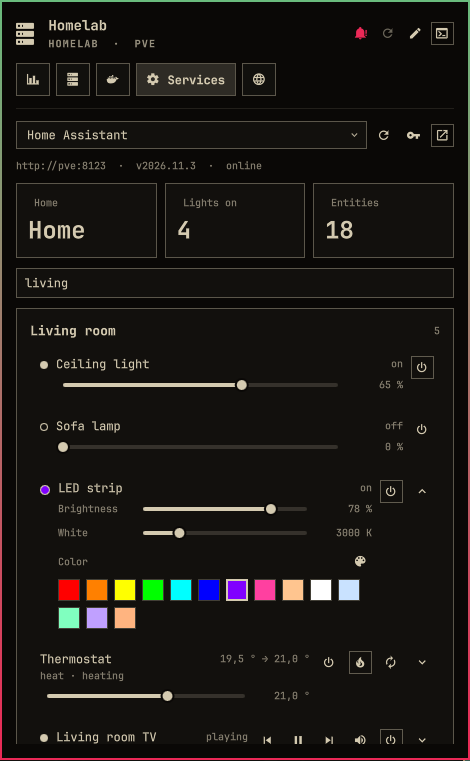 Homelab
HOMELAB · PVE
Services
Home Assistant
http://pve:8123 · v2026.11.3 · online
Home
Home
Lights on
4
Entities
18
living
Living room 5
Ceiling light on
65 %
Sofa lamp off
0 %
LED strip on
Brightness 78 %
White 3000 K
Color
Thermostat 19,5 ° → 21,0 °
heat · heating
21,0 °
Living room TV playing